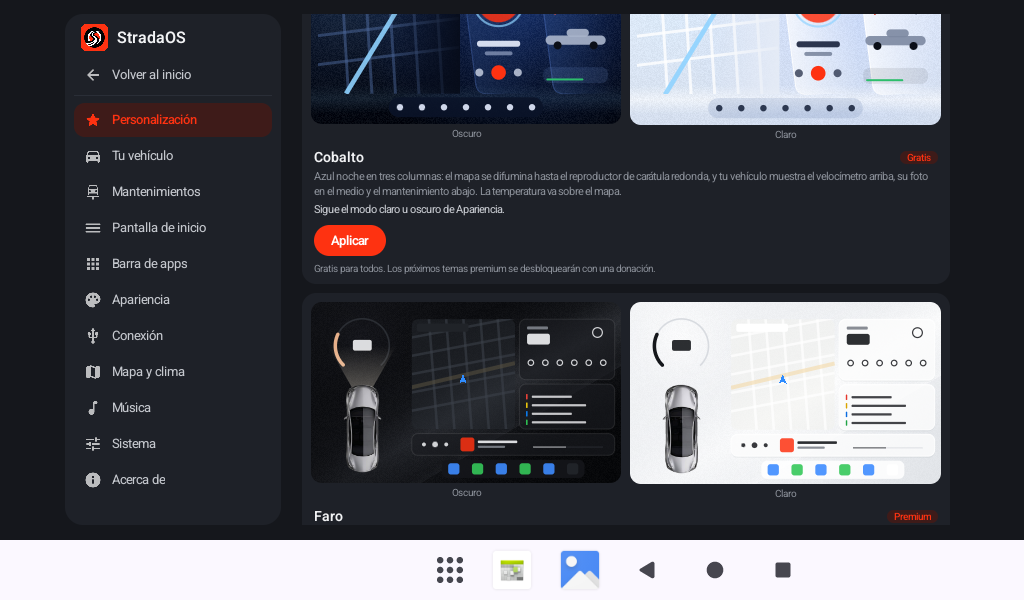 StradaOS
Volver al inicio
Personalización
Tu vehículo
Mantenimientos
Pantalla de inicio
Barra de apps
Apariencia
Conexión
Mapa y clima
Música
Sistema
Acerca de
Oscuro
Claro
Cobalto
Gratis
Azul noche en tres columnas: el mapa se difumina hasta el reproductor de carátula redonda, y tu vehículo muestra el velocímetro arriba, su foto
en el medio y el mantenimiento abajo. La temperatura va sobre el mapa.
Sigue el modo claro u oscuro de Apariencia.
Aplicar
Gratis para todos. Los próximos temas premium se desbloquearán con una donación.
Oscuro
Claro
Faro
Premium